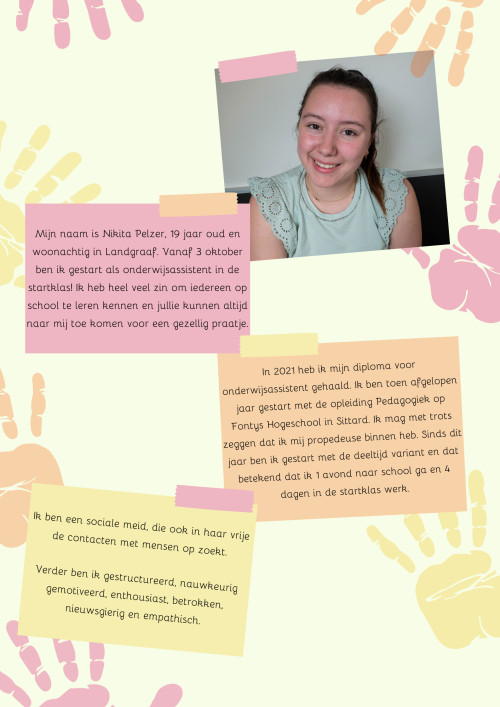 Mijn naam is Nikita Pelzer, 19 jaar oud en
woonachtig in Landgraaf. Vanaf 3 oktober
ben ik gestart als onderwijsassistent in de
startklas! Ik heb heel veel zin om iedereen op
school te leren kennen en jullie kunnen altijd
naar mij toe komen voor een gezellig praatje.
In 2021 heb ik mijn diploma voor
onderwijsassistent gehaald. Ik ben toen afgelopen
jaar gestart met de opleiding Pedagogiek op
Fontys Hogeschool in Sittard. Ik mag met trots
zeggen dat ik mij propedeuse binnen heb. Sinds dit
jaar ben ik gestart met de deeltijd variant en dat
betekend dat ik 1 avond naar school ga en 4
dagen in de startklas werk.
Ik ben een sociale meid, die ook in haar vrije
de contacten met mensen op zoekt.
Verder ben ik gestructureerd, nauwkeurig
gemotiveerd, enthousiast, betrokken,
nieuwsgierig en empathisch.